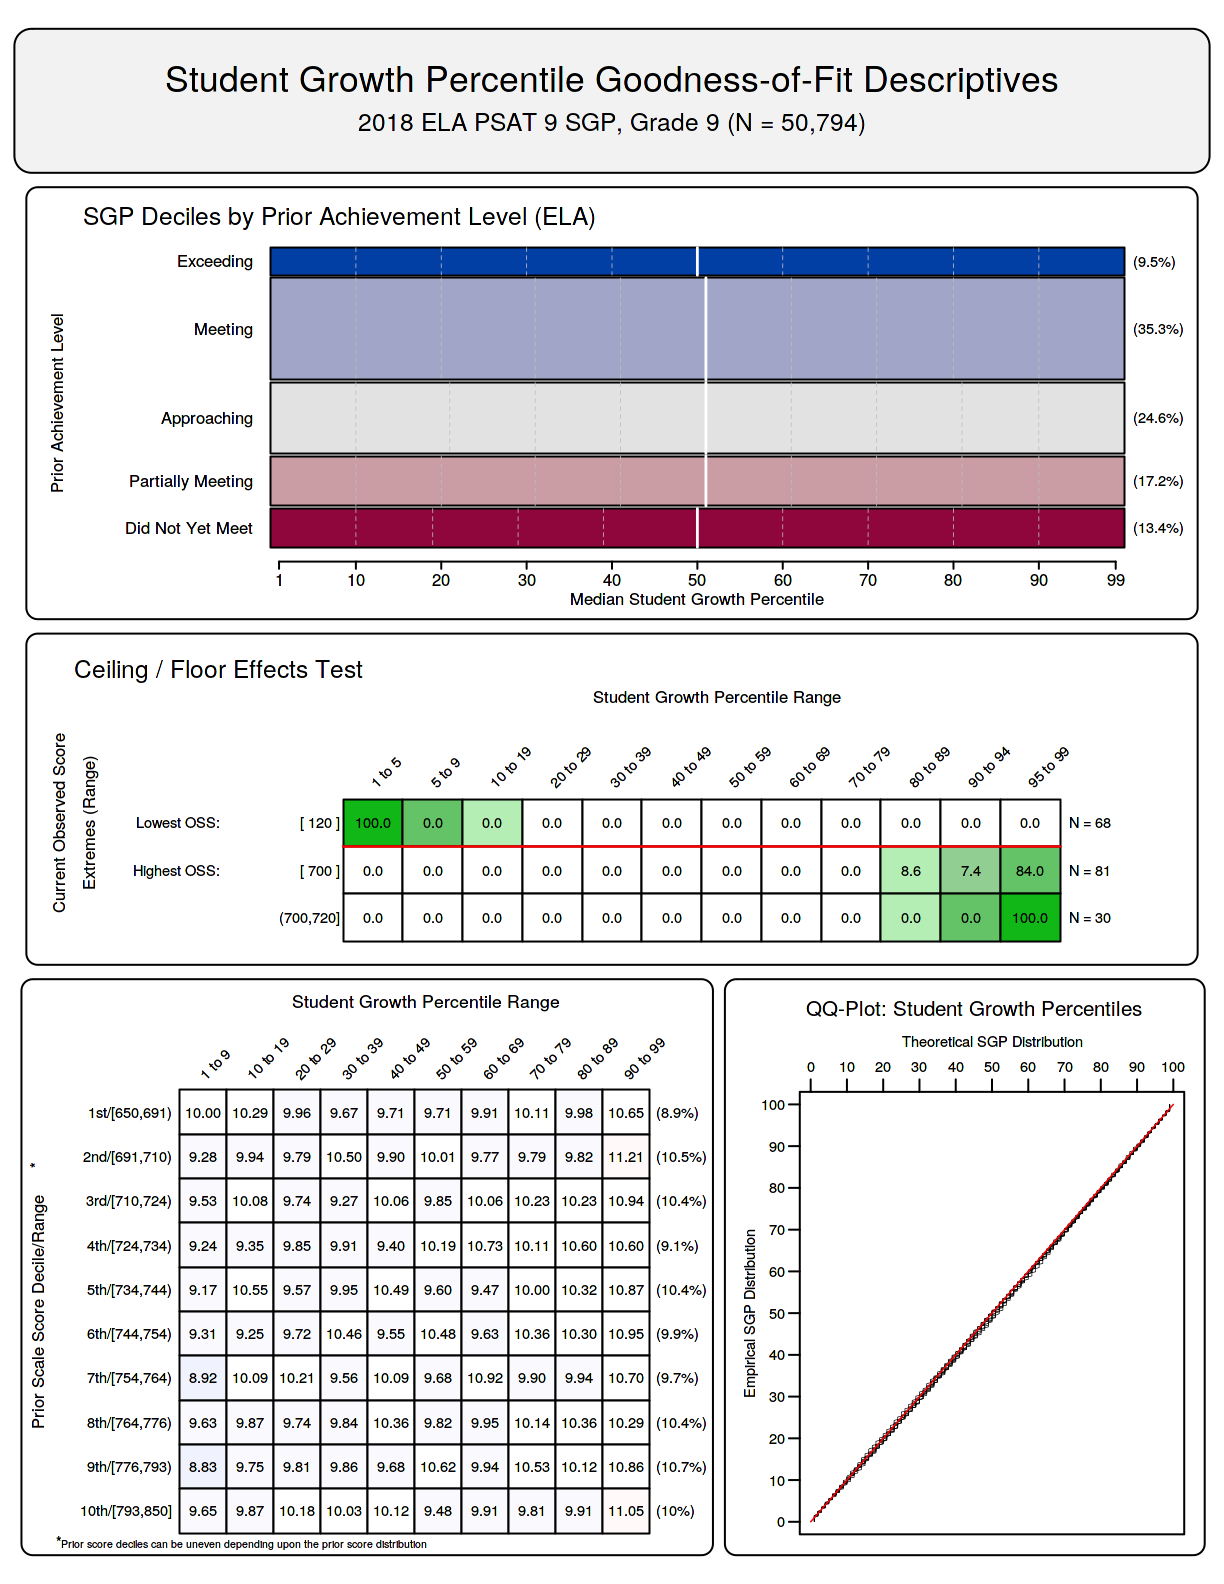 Student Growth Percentile Goodness-of-Fit Descriptives
2018 ELA PSAT 9 SGP, Grade 9 (N = 50,794)
SGP Deciles by Prior Achievement Level (ELA)
Prior Achievement Level
Exceeding (9.5%)
Meeting (35.3%)
Approaching (24.6%)
Partially Meeting (17.2%)
Did Not Yet Meet (13.4%)
1 10 20 30 40 50 60 70 80 90 99
Median Student Growth Percentile
Ceiling / Floor Effects Test
Student Growth Percentile Range
Current Observed Score
Extremes (Range)
1 to 5 5 to 9 10 to 19 20 to 29 30 to 39 40 to 49 50 to 59 60 to 69 70 to 79 80 to 89 90 to 94 95 to 99
Lowest OSS: [ 120 ] 100.0 0.0 0.0 0.0 0.0 0.0 0.0 0.0 0.0 0.0 0.0 0.0 N = 68
Highest OSS: [ 700 ] 0.0 0.0 0.0 0.0 0.0 0.0 0.0 0.0 0.0 8.6 7.4 84.0 N = 81
(700,720] 0.0 0.0 0.0 0.0 0.0 0.0 0.0 0.0 0.0 0.0 0.0 100.0 N = 30
Student Growth Percentile Range
Prior Scale Score Decile/Range *
1 to 9 10 to 19 20 to 29 30 to 39 40 to 49 50 to 59 60 to 69 70 to 79 80 to 89 90 to 99
1st/[650,691) 10.00 10.29 9.96 9.67 9.71 9.71 9.91 10.11 9.98 10.65 (8.9%)
2nd/[691,710) 9.28 9.94 9.79 10.50 9.90 10.01 9.77 9.79 9.82 11.21 (10.5%)
3rd/[710,724) 9.53 10.08 9.74 9.27 10.06 9.85 10.06 10.23 10.23 10.94 (10.4%)
4th/[724,734) 9.24 9.35 9.85 9.91 9.40 10.19 10.73 10.11 10.60 10.60 (9.1%)
5th/[734,744) 9.17 10.55 9.57 9.95 10.49 9.60 9.47 10.00 10.32 10.87 (10.4%)
6th/[744,754) 9.31 9.25 9.72 10.46 9.55 10.48 9.63 10.36 10.30 10.95 (9.9%)
7th/[754,764) 8.92 10.09 10.21 9.56 10.09 9.68 10.92 9.90 9.94 10.70 (9.7%)
8th/[764,776) 9.63 9.87 9.74 9.84 10.36 9.82 9.95 10.14 10.36 10.29 (10.4%)
9th/[776,793) 8.83 9.75 9.81 9.86 9.68 10.62 9.94 10.53 10.12 10.86 (10.7%)
10th/[793,850] 9.65 9.87 10.18 10.03 10.12 9.48 9.91 9.81 9.91 11.05 (10%)
*Prior score deciles can be uneven depending upon the prior score distribution
QQ-Plot: Student Growth Percentiles
Theoretical SGP Distribution
0 10 20 30 40 50 60 70 80 90 100
Empirical SGP Distribution
100
90
80
70
60
50
40
30
20
10
0